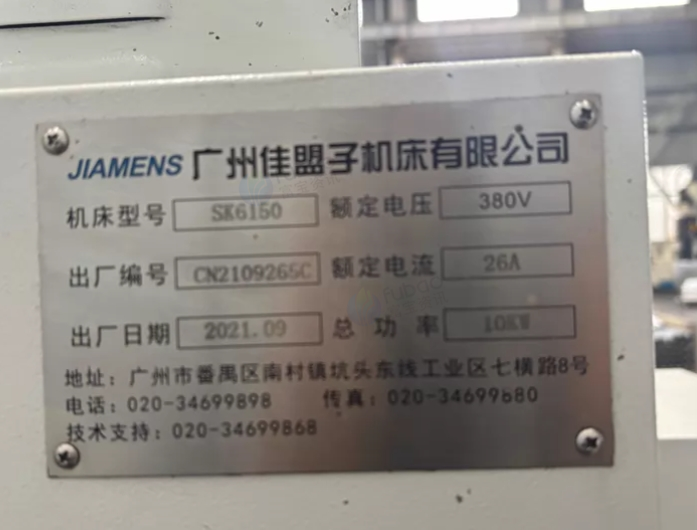 JIAMENS 广州佳盟子机床有限公司
机床型号 SK6150 额定电压 380V
出厂编号 CN2109265C 额定电流 26A
出厂日期 2021.09 总功率 10KW
地址：广州市番禺区南村镇坑头东线工业区七横路8号
电话：020-34699898 传真：020-34699680
技术支持：020-34699868